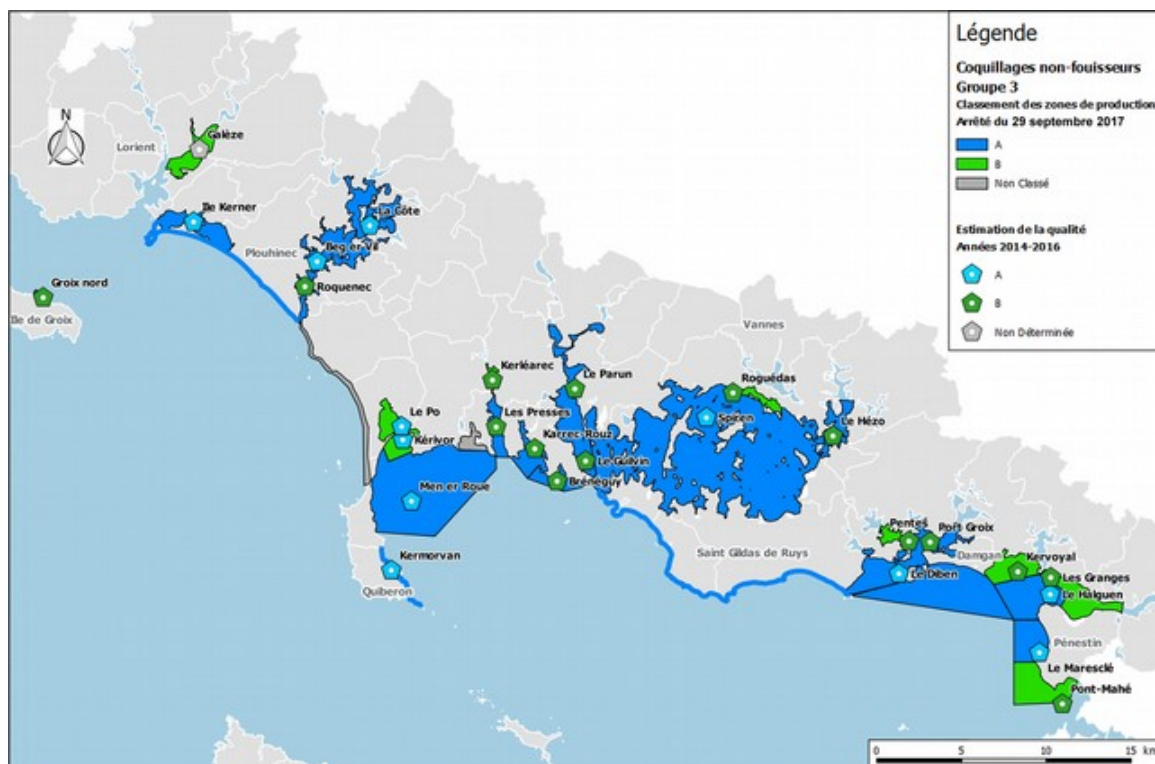 Légende
Coquillages non-fouisseurs
Groupe 3
Classement des zones de production
Arrêté du 29 septembre 2017
A
B
Non Classé
Estimation de la qualité
Années 2014-2016
A
B
Non Déterminée
N
Galèze
Lorient
Ile Kerner
La Côte
Plouhinec
Beg er Vil
Roquenec
Groix nord
Ile de Groix
Vannes
Kerléarec
Le Parun
Roguédas
Le Po
Les Presses
Spiren
Le Hézo
Kérivor
Karrec-Rouz
Le Guilvin
Brénéguy
Men er Roue
Pentès
Port Groix
Saint Gildas de Ruys
Damgan
Kervoyal
Kermorvan
Le Diben
Les Granges
Quiberon
Le Halguen
Pénestin
Le Maresclé
Pont-Mahé
0 5 10 15 km